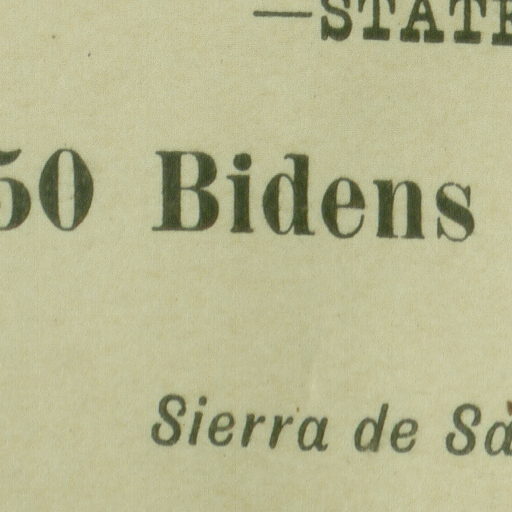 —STATE
50 Bidens
Sierra de Sa